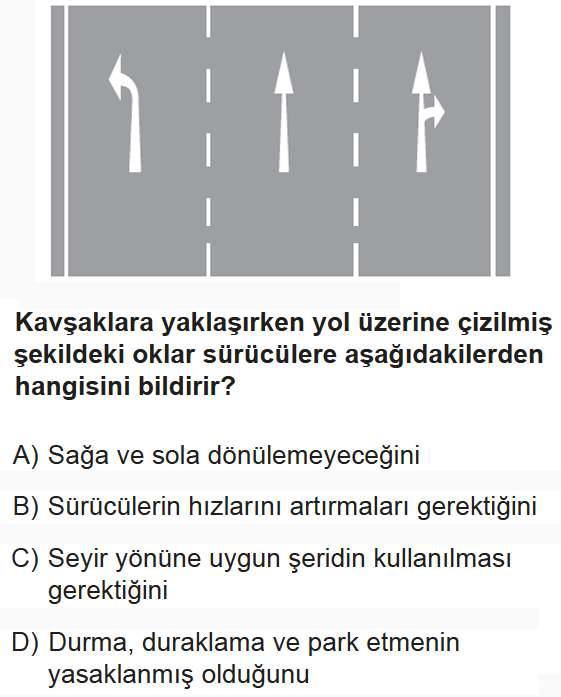 Kavşaklara yaklaşırken yol üzerine çizilmiş
şekildeki oklar sürücülere aşağıdakilerden
hangisini bildirir?
A) Sağa ve sola dönülemeyeceğini
B) Sürücülerin hızlarını artırmaları gerektiğini
C) Seyir yönüne uygun şeridin kullanılması
gerektiğini
D) Durma, duraklama ve park etmenin
yasaklanmış olduğunu